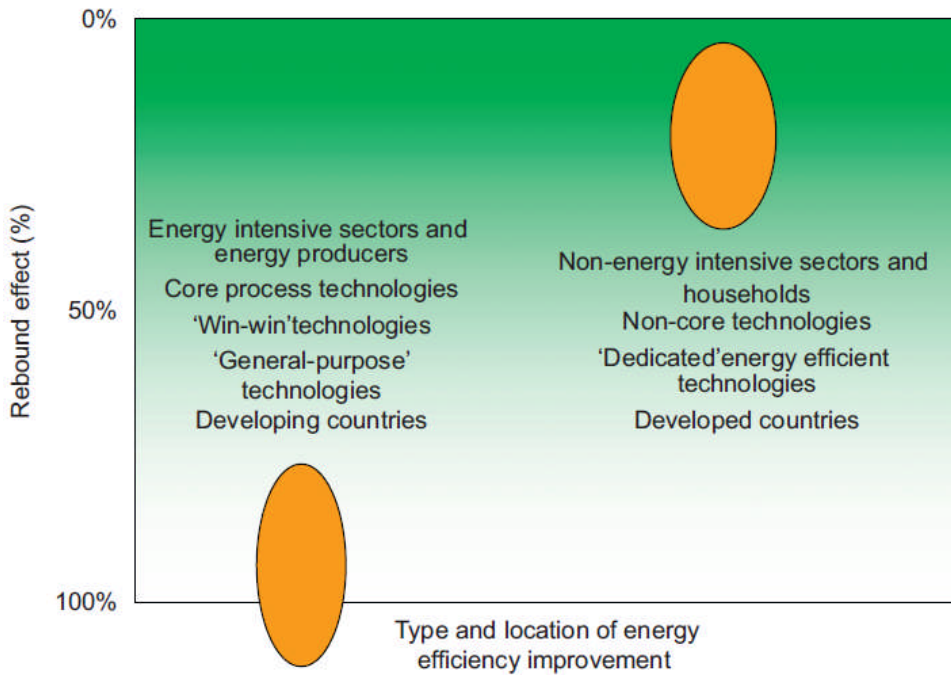 0%
Rebound effect (%)
50%
100%
Energy intensive sectors and
energy producers
Core process technologies
‘Win-win’technologies
‘General-purpose’
technologies
Developing countries
Non-energy intensive sectors and
households
Non-core technologies
‘Dedicated’energy efficient
technologies
Developed countries
Type and location of energy
efficiency improvement